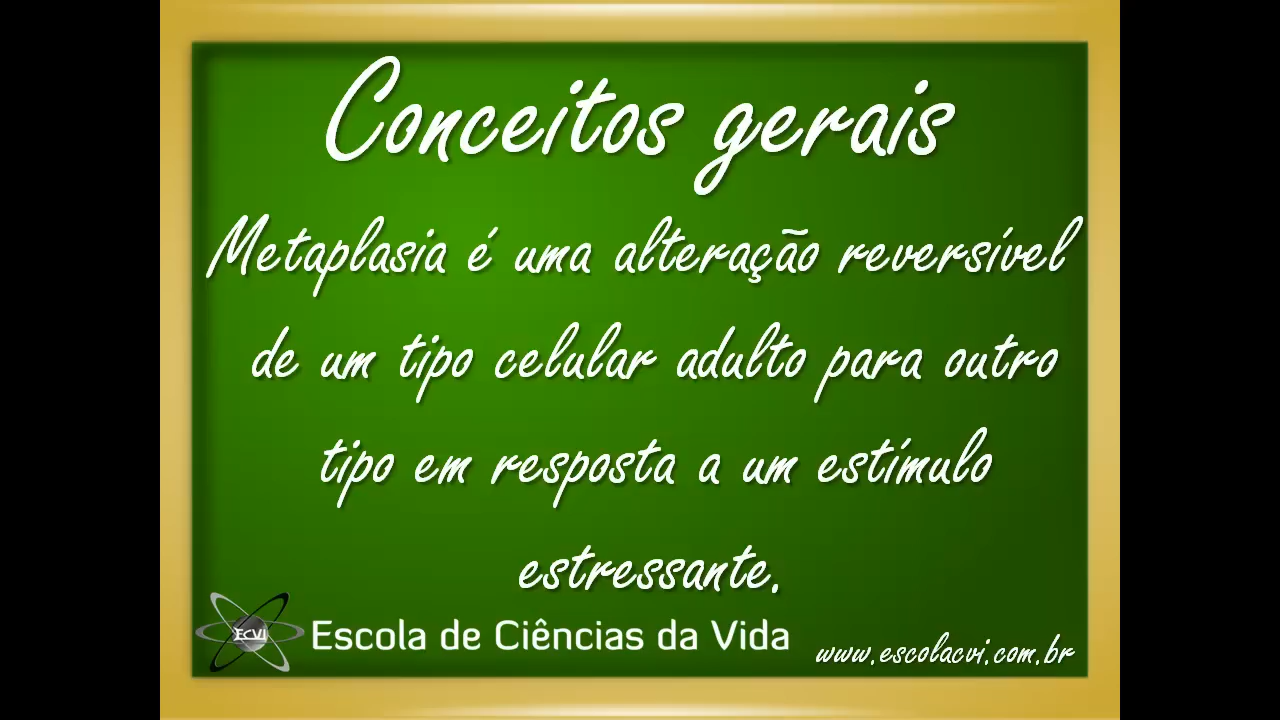 Conceitos gerais
Metaplasia é uma alteração reversível
de um tipo celular adulto para outro
tipo em resposta a um estímulo
estressante.
ECVI Escola de Ciências da Vida
www.escolacvi.com.br